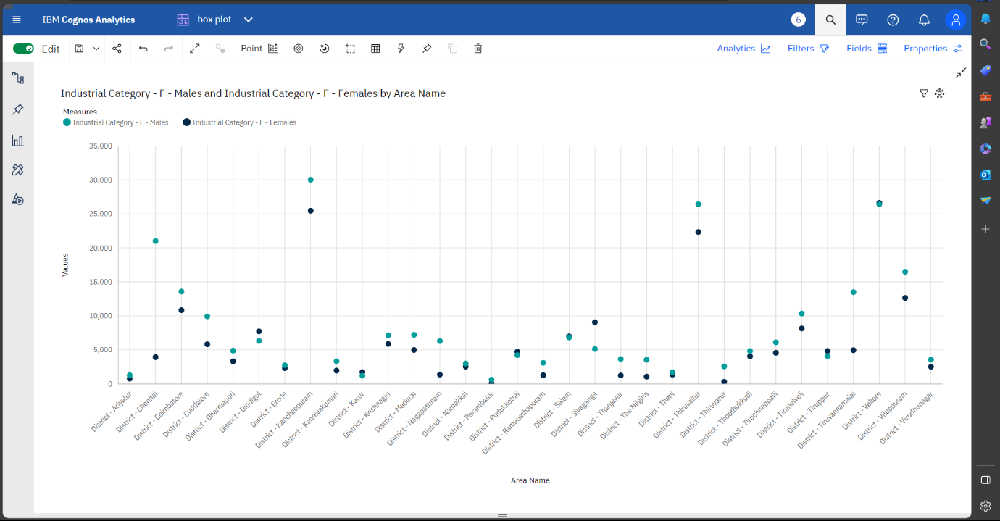 IBM Cognos Analytics
box plot
6
Edit
Point
Analytics
Filters
Fields
Properties
Industrial Category - F - Males and Industrial Category - F - Females by Area Name
Measures
Industrial Category - F - Males
Industrial Category - F - Females
35,000
30,000
25,000
20,000
15,000
10,000
5,000
0
Values
District - Ariyalur
District - Chennai
District - Coimbatore
District - Cuddalore
District - Dharmapuri
District - Dindigul
District - Erode
District - Kancheepuram
District - Kanniyakumari
District - Karur
District - Krishnagiri
District - Madurai
District - Nagapattinam
District - Namakkal
District - Perambalur
District - Pudukkottai
District - Ramanathapuram
District - Salem
District - Sivaganga
District - Thanjavur
District - The Nilgiris
District - Theni
District - Thiruvallur
District - Thiruvarur
District - Thoothukkudi
District - Tiruchirappalli
District - Tirunelveli
District - Tiruppur
District - Tiruvannamalai
District - Vellore
District - Viluppuram
District - Virudhunagar
Area Name